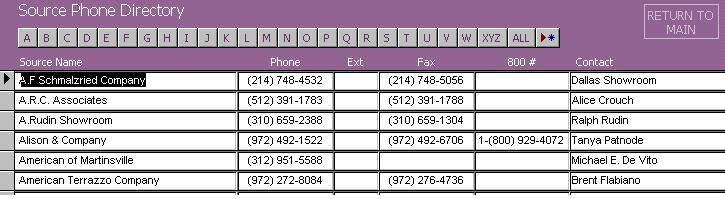 Source Phone Directory
RETURN TO
MAIN
A B C D E F G H I J K L M N O P Q R S T U V W XYZ ALL ▶*
Source Name Phone Ext Fax 800 # Contact
A.F Schmalzried Company (214) 748-4532 (214) 748-5056 Dallas Showroom
A.R.C. Associates (512) 391-1783 (512) 391-1788 Alice Crouch
A.Rudin Showroom (310) 659-2388 (310) 659-1304 Ralph Rudin
Alison & Company (972) 492-1522 (972) 492-6706 1-(800) 929-4072 Tanya Patnode
American of Martinsville (312) 951-5588 Michael E. De Vito
American Terrazzo Company (972) 272-8084 (972) 276-4736 Brent Flabiano